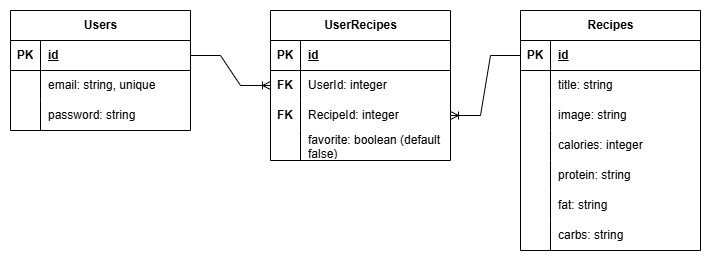 Users
PK id
email: string, unique
password: string
UserRecipes
PK id
FK UserId: integer
FK RecipeId: integer
favorite: boolean (default
false)
Recipes
PK id
title: string
image: string
calories: integer
protein: string
fat: string
carbs: string